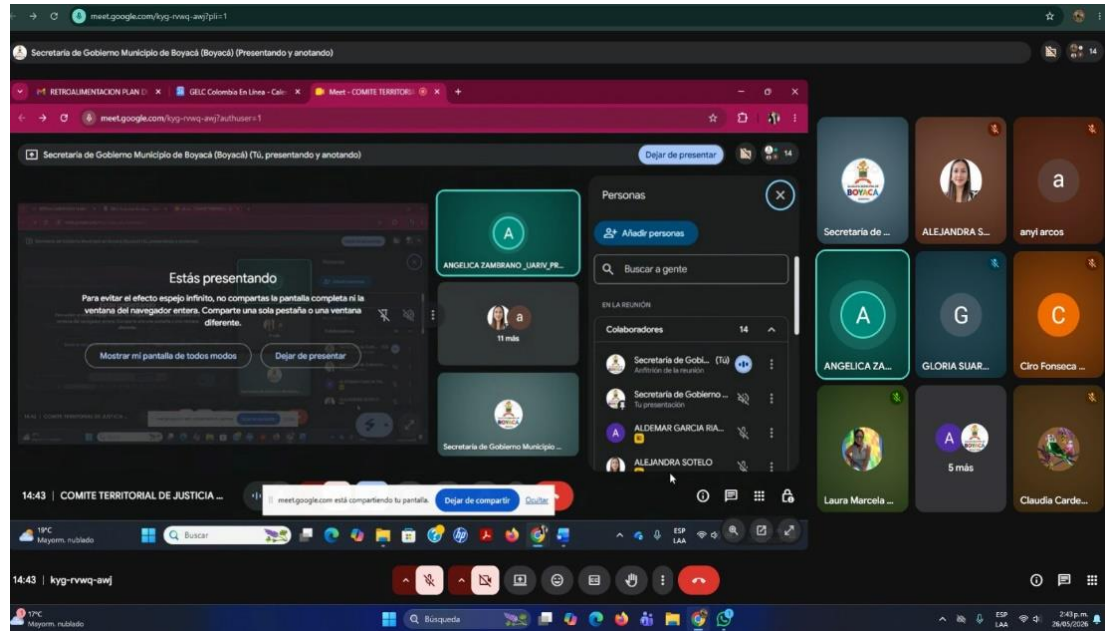 meet.google.com/kyg-rvwq-awj?pli=1
Secretaria de Gobierno Municipio de Boyacá (Boyacá) (Presentando y anotando)
14
RETROALIMENTACION PLAN D
GELC Colombia En Línea - Cale
Meet - COMITE TERRITORI
meet.google.com/kyg-rvwq-awj?authuser=1
Secretaria de Gobierno Municipio de Boyacá (Boyacá) (Tú, presentando y anotando)
Dejar de presentar
14
Estás presentando
Para evitar el efecto espejo infinito, no compartas la pantalla completa ni la
ventana del navegador entera. Comparte una sola pestaña o una ventana
diferente.
Mostrar mi pantalla de todos modos
Dejar de presentar
A
ANGELICA ZAMBRANO _UARIV_PR...
a
11 más
Secretaria de Gobierno Municipio ...
Personas
Añadir personas
Buscar a gente
EN LA REUNIÓN
Colaboradores
14
Secretaria de Gobi... (Tú)
Anfitrión de la reunión
Secretaria de Gobierno ...
Tu presentación
A
ALDEMAR GARCIA RIA...
ALEJANDRA SOTELO
14:43 | COMITE TERRITORIAL DE JUSTICIA ...
meet.google.com está compartiendo tu pantalla.
Dejar de compartir
Ocultar
19°C
Mayorm. nublado
Buscar
ESP
LAA
BOYACÁ
Secretaria de ...
ALEJANDRA S...
a
anyi arcos
A
ANGELICA ZA...
G
GLORIA SUAR...
C
Ciro Fonseca ...
Laura Marcela ...
A
5 más
Claudia Carde...
14:43 | kyg-rvwq-awj
17°C
Mayorm. nublado
Búsqueda
ESP
LAA
2:43 p.m.
26/05/2026